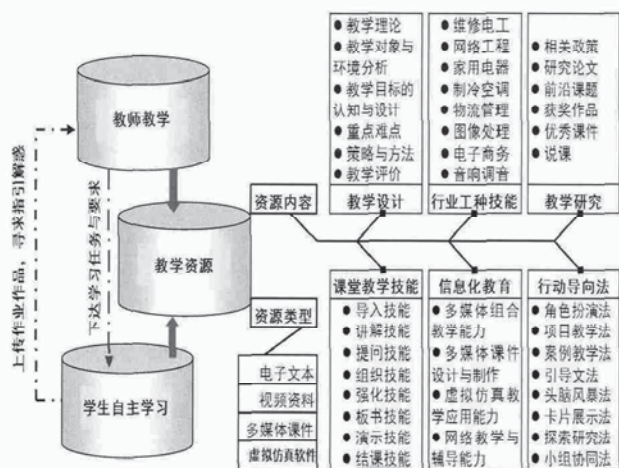 教师教学
上传作业作品，寻求指引解惑
下达学习任务与要求
教学资源
学生自主学习
资源内容
● 教学理论
● 教学对象与
环境分析
● 教学目标的
认知与设计
● 重点难点
● 策略与方法
● 教学评价
教学设计
● 维修电工
● 网络工程
● 家用电器
● 制冷空调
● 物流管理
● 图像处理
● 电子商务
● 音响调音
行业工种技能
● 相关政策
● 研究论文
● 前沿课题
● 获奖作品
● 优秀课件
● 说课
教学研究
资源类型
电子文本
视频资料
多媒体课件
虚拟仿真软件
课堂教学技能
● 导入技能
● 讲解技能
● 提问技能
● 组织技能
● 强化技能
● 板书技能
● 演示技能
● 结课技能
信息化教育
● 多媒体组合
教学能力
● 多媒体课件
设计与制作
● 虚拟仿真教
学应用能力
● 网络教学与
辅导能力
行动导向法
● 角色扮演法
● 项目教学法
● 案例教学法
● 引导文法
● 头脑风暴法
● 卡片展示法
● 探索研究法
● 小组协同法